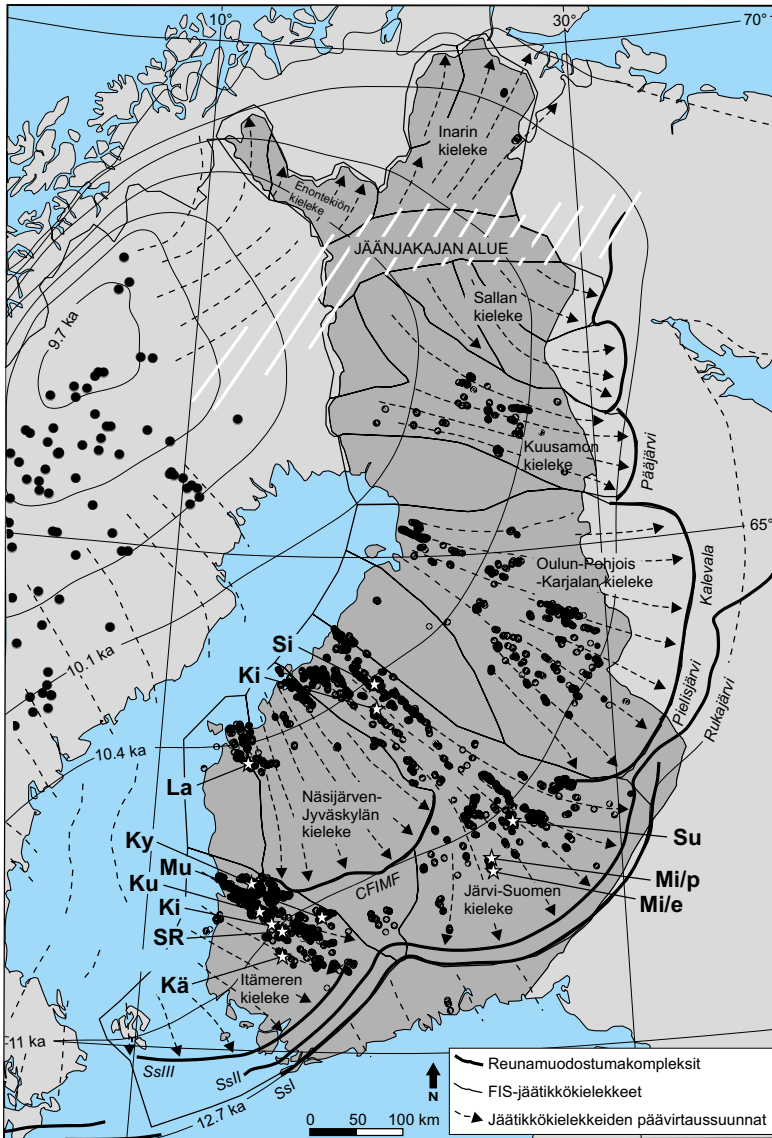 10°
30°
70°
Inarin
kieleke
Enontekiön
kieleke
JÄÄNJAKAJAN ALUE
Sallan
kieleke
9.7 ka
Kuusamon
kieleke
Pääjärvi
65°
Oulun-Pohjois
-Karjalan kieleke
Kalevala
10.1 ka
Si
Ki
Pielisjärvi
Rukajärvi
10.4 ka
La
Näsijärven-
Jyväskylän
kieleke
Su
Ky
Mu
Ku
Ki
SR
Kä
CFIMF
Mi/p
Mi/e
Järvi-Suomen
kieleke
Itämeren
kieleke
11 ka
SsIII
SsII
SsI
12.7 ka
N
0 50 100 km
Reunamuodostumakompleksit
FIS-jäätikkökielekkeet
Jäätikkökielekkeiden päävirtaussuunnat